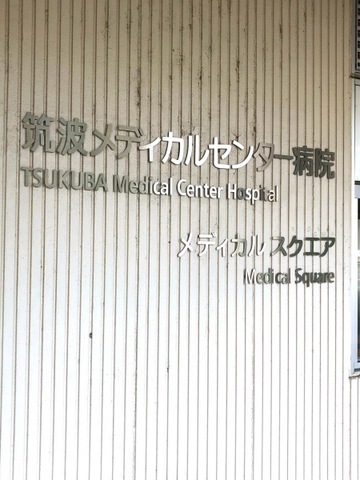 筑波メディカルセンター病院
TSUKUBA Medical Center Hospital
メディカル スクエア
Medical Square